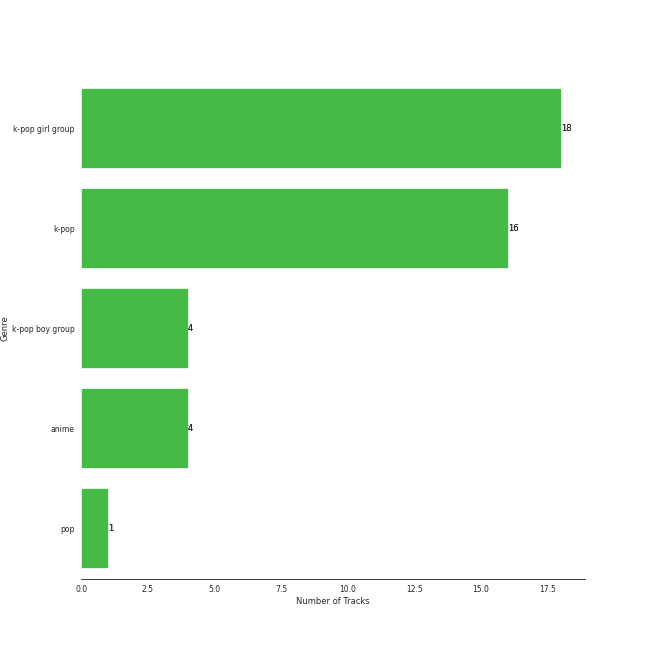 k-pop girl group
18
k-pop
16
k-pop boy group
4
anime
4
pop
1
Genre
0.0 2.5 5.0 7.5 10.0 12.5 15.0 17.5
Number of Tracks